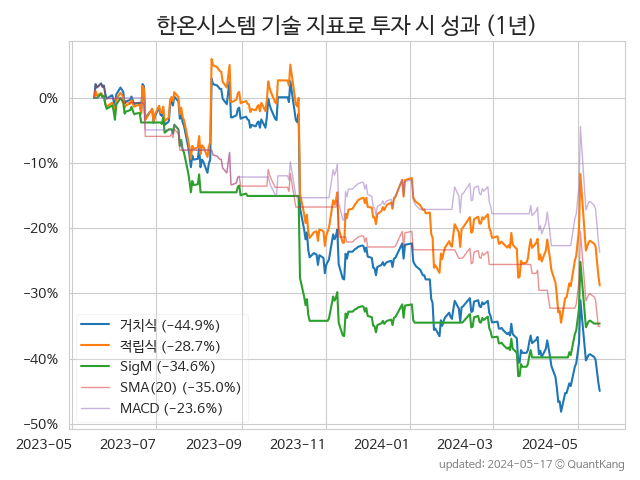 한온시스템 기술 지표로 투자 시 성과 (1년)
0%
−10%
−20%
−30%
−40%
−50%
거치식 (−44.9%)
적립식 (−28.7%)
SigM (−34.6%)
SMA(20) (−35.0%)
MACD (−23.6%)
2023-05 2023-07 2023-09 2023-11 2024-01 2024-03 2024-05
updated: 2024-05-17 © QuantKang